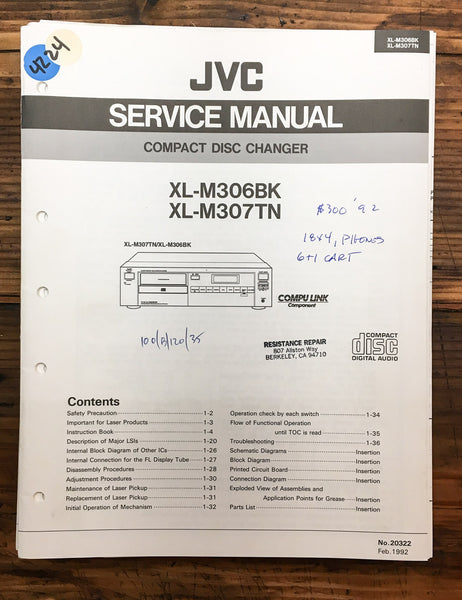 4224
XL-M306BK
XL-M307TN
JVC
SERVICE MANUAL
COMPACT DISC CHANGER
XL-M306BK
XL-M307TN
$300 '92
18x4, PHONES
6+1 CART
XL-M307TN/XL-M306BK
JVC
COMPU LINK
Component
100/B/120/35
RESISTANCE REPAIR
807 Allston Way
BERKELEY, CA 94710
COMPACT
disc
DIGITAL AUDIO
Contents
Safety Precaution 1-2
Important for Laser Products 1-3
Instruction Book 1-4
Description of Major LSIs 1-20
Internal Block Diagram of Other ICs 1-26
Internal Connection for the FL Display Tube 1-27
Disassembly Procedures 1-28
Adjustment Procedures 1-30
Maintenance of Laser Pickup 1-31
Replacement of Laser Pickup 1-31
Initial Operation of Mechanism 1-32
Operation check by each switch 1-34
Flow of Functional Operation
until TOC is read 1-35
Troubleshooting 1-36
Schematic Diagrams Insertion
Block Diagram Insertion
Printed Circuit Board Insertion
Connection Diagram Insertion
Exploded View of Assemblies and
Application Points for Grease Insertion
Parts List Insertion
No. 20322
Feb. 1992